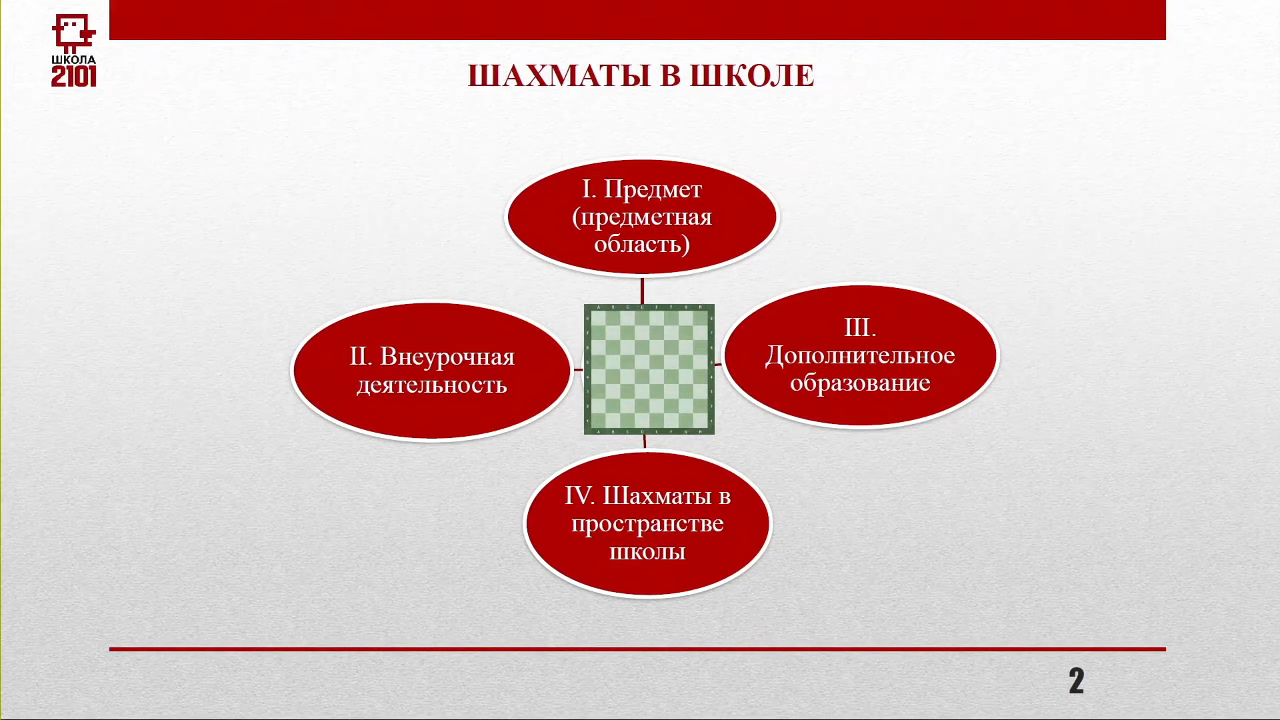 ШКОЛА
2101
ШАХМАТЫ В ШКОЛЕ
I. Предмет
(предметная
область)
II. Внеурочная
деятельность
III.
Дополнительное
образование
IV. Шахматы в
пространстве
школы
2